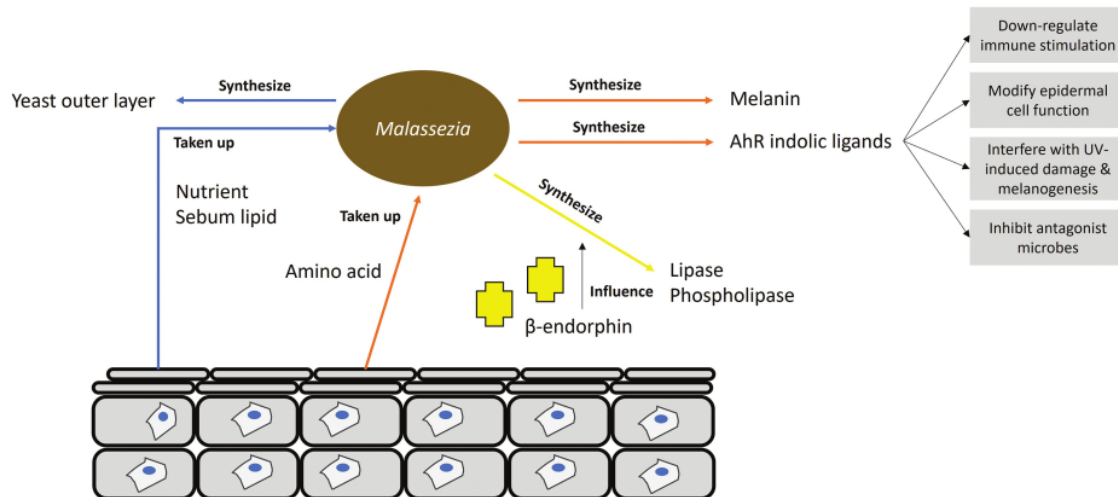 Down-regulate
immune stimulation
Synthesize
Synthesize
Yeast outer layer
Melanin
Modify epidermal
cell function
Malassezia
Synthesize
Taken up
AhR indolic ligands
Interfere with UV-
induced damage &
melanogenesis
Nutrient
Sebum lipid
Synthesize
Taken up
Inhibit antagonist
microbes
Amino acid
Lipase
Phospholipase
Influence
β-endorphin